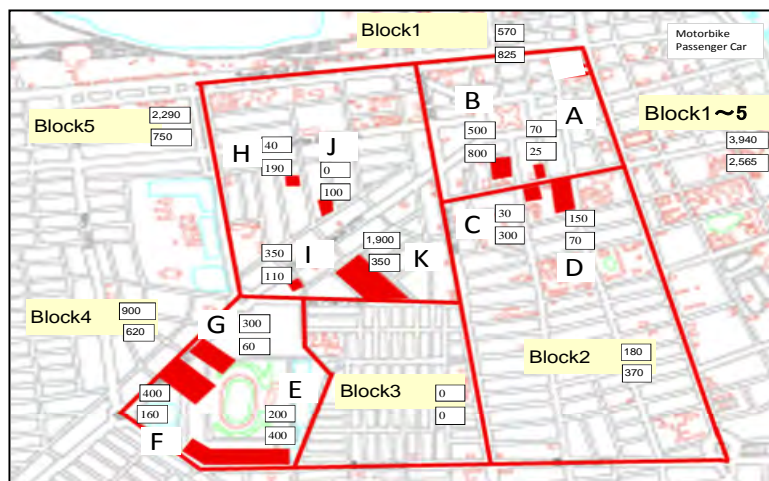 Block1
570
825
Motorbike
Passenger Car
B
A
500
800
70
25
Block1～5
3,940
2,565
Block5
2,290
750
H
40
190
J
0
100
C
30
300
150
70
D
I
350
110
1,900
350
K
Block4
900
620
G
300
60
Block2
180
370
E
Block3
0
0
400
160
F
200
400